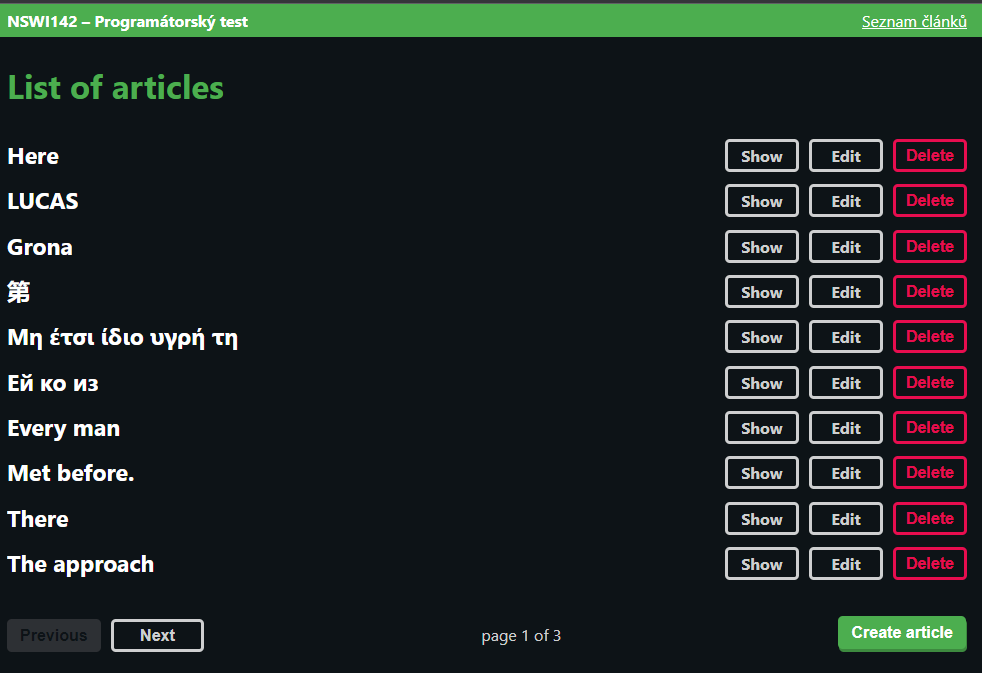 NSWI142 – Programátorský test Seznam článků
List of articles
Here Show Edit Delete
LUCAS Show Edit Delete
Grona Show Edit Delete
第 Show Edit Delete
Μη έτσι ίδιο υγρή τη Show Edit Delete
Ей ко из Show Edit Delete
Every man Show Edit Delete
Met before. Show Edit Delete
There Show Edit Delete
The approach Show Edit Delete
Previous Next page 1 of 3 Create article